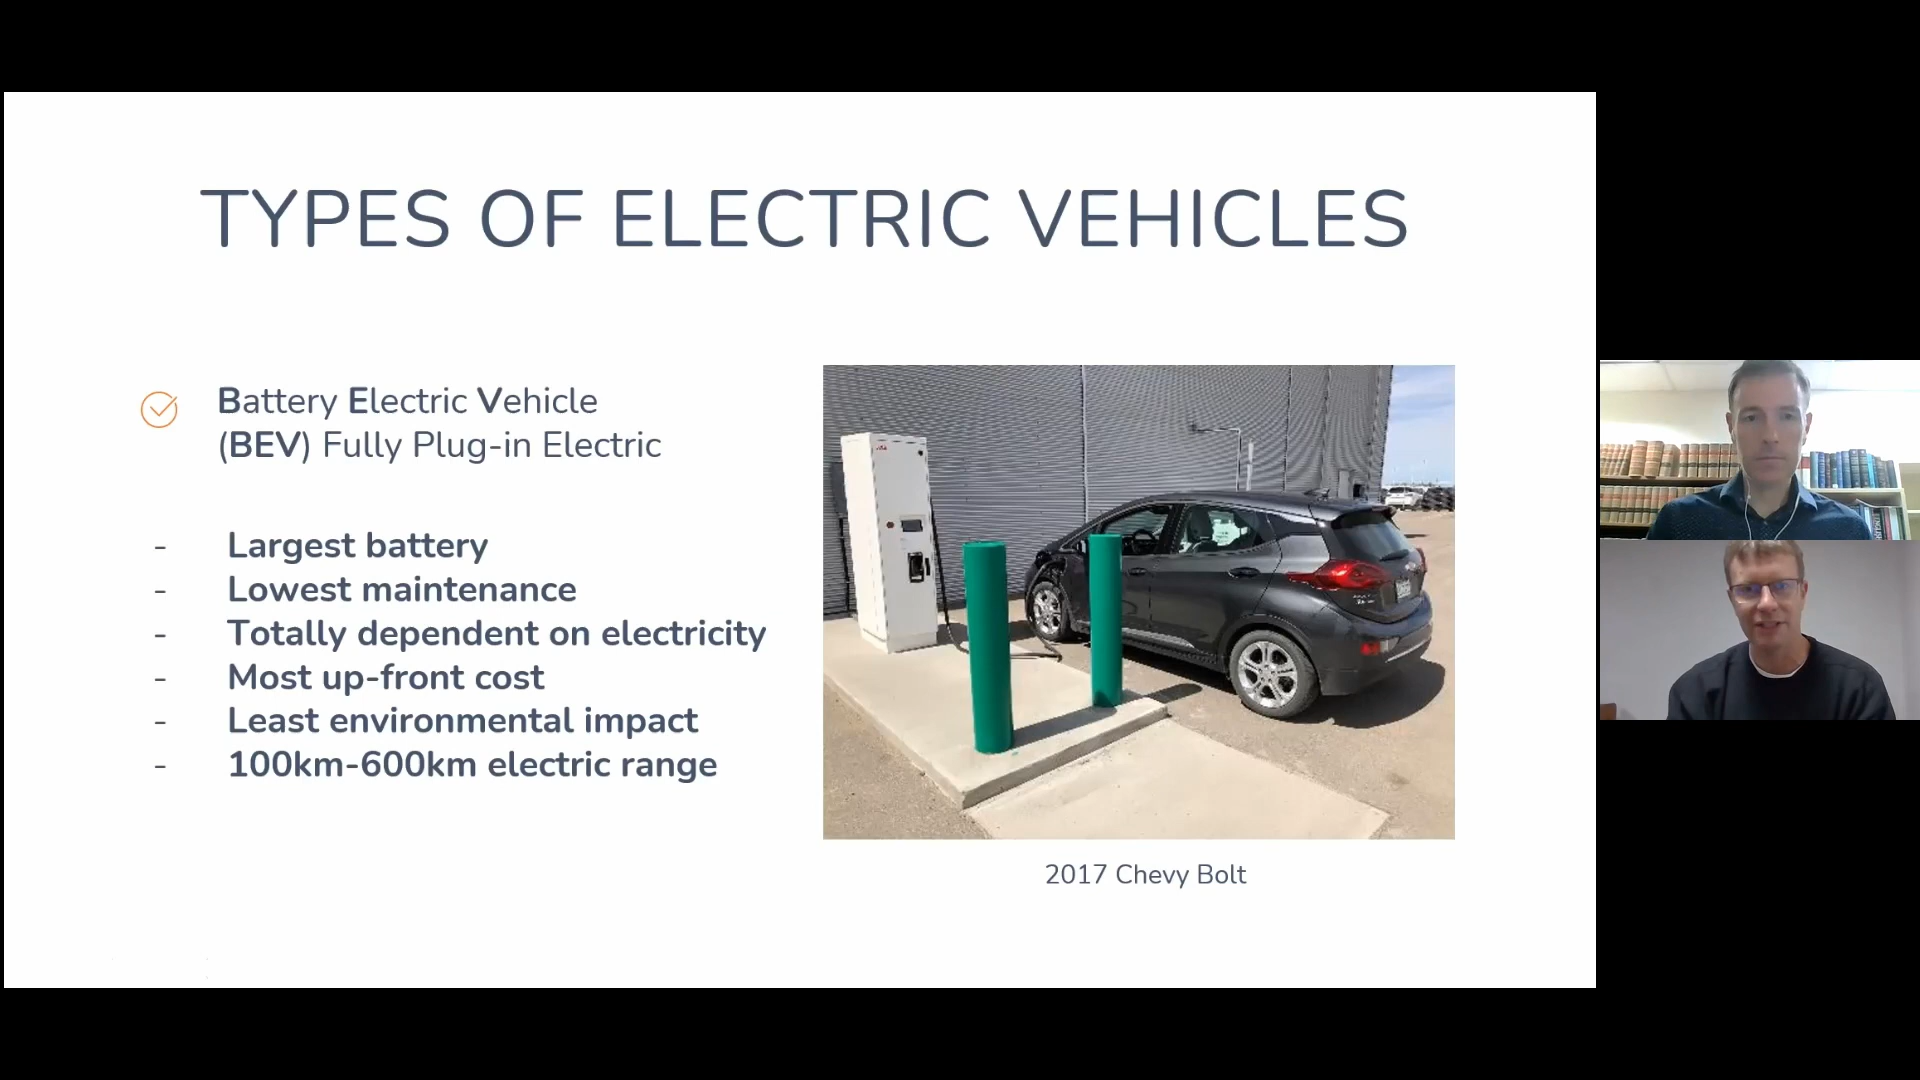 TYPES OF ELECTRIC VEHICLES
Battery Electric Vehicle
(BEV) Fully Plug-in Electric
- Largest battery
- Lowest maintenance
- Totally dependent on electricity
- Most up-front cost
- Least environmental impact
- 100km-600km electric range
2017 Chevy Bolt